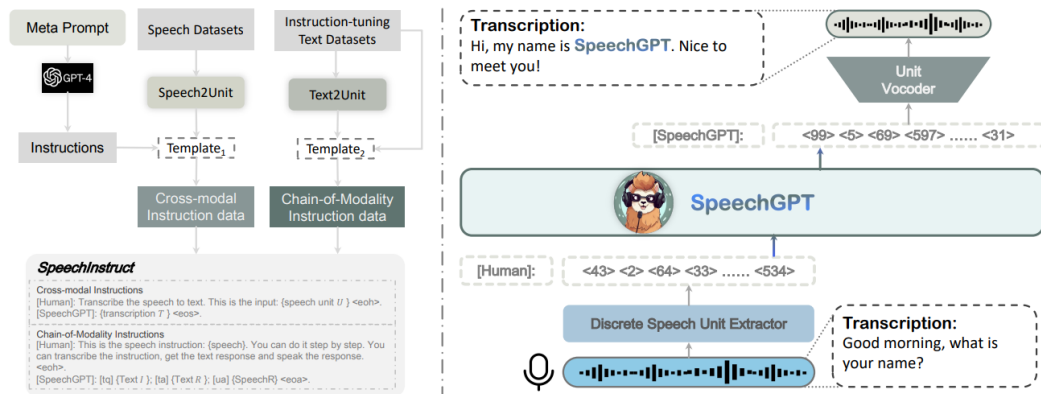 Meta Prompt
Speech Datasets
Instruction-tuning
Text Datasets
GPT-4
Speech2Unit
Text2Unit
Instructions
Template1
Template2
Cross-modal
Instruction data
Chain-of-Modality
Instruction data
SpeechInstruct
Cross-modal Instructions
[Human]: Transcribe the speech to text. This is the input: {speech unit U } <eoh>.
[SpeechGPT]: {transcription T } <eos>.
Chain-of-Modality Instructions
[Human]: This is the speech instruction: {speech}. You can do it step by step. You
can transcribe the instruction, get the text response and speak the response.
<eoh>.
[SpeechGPT]: [tq] {Text I }; [ta] {Text R }; [ua] {SpeechR} <eoa>.
Transcription:
Hi, my name is SpeechGPT. Nice to
meet you!
Unit
Vocoder
[SpeechGPT]: <99> <5> <69> <597> ...... <31>
SpeechGPT
[Human]: <43> <2> <64> <33> ...... <534>
Discrete Speech Unit Extractor
Transcription:
Good morning, what is
your name?